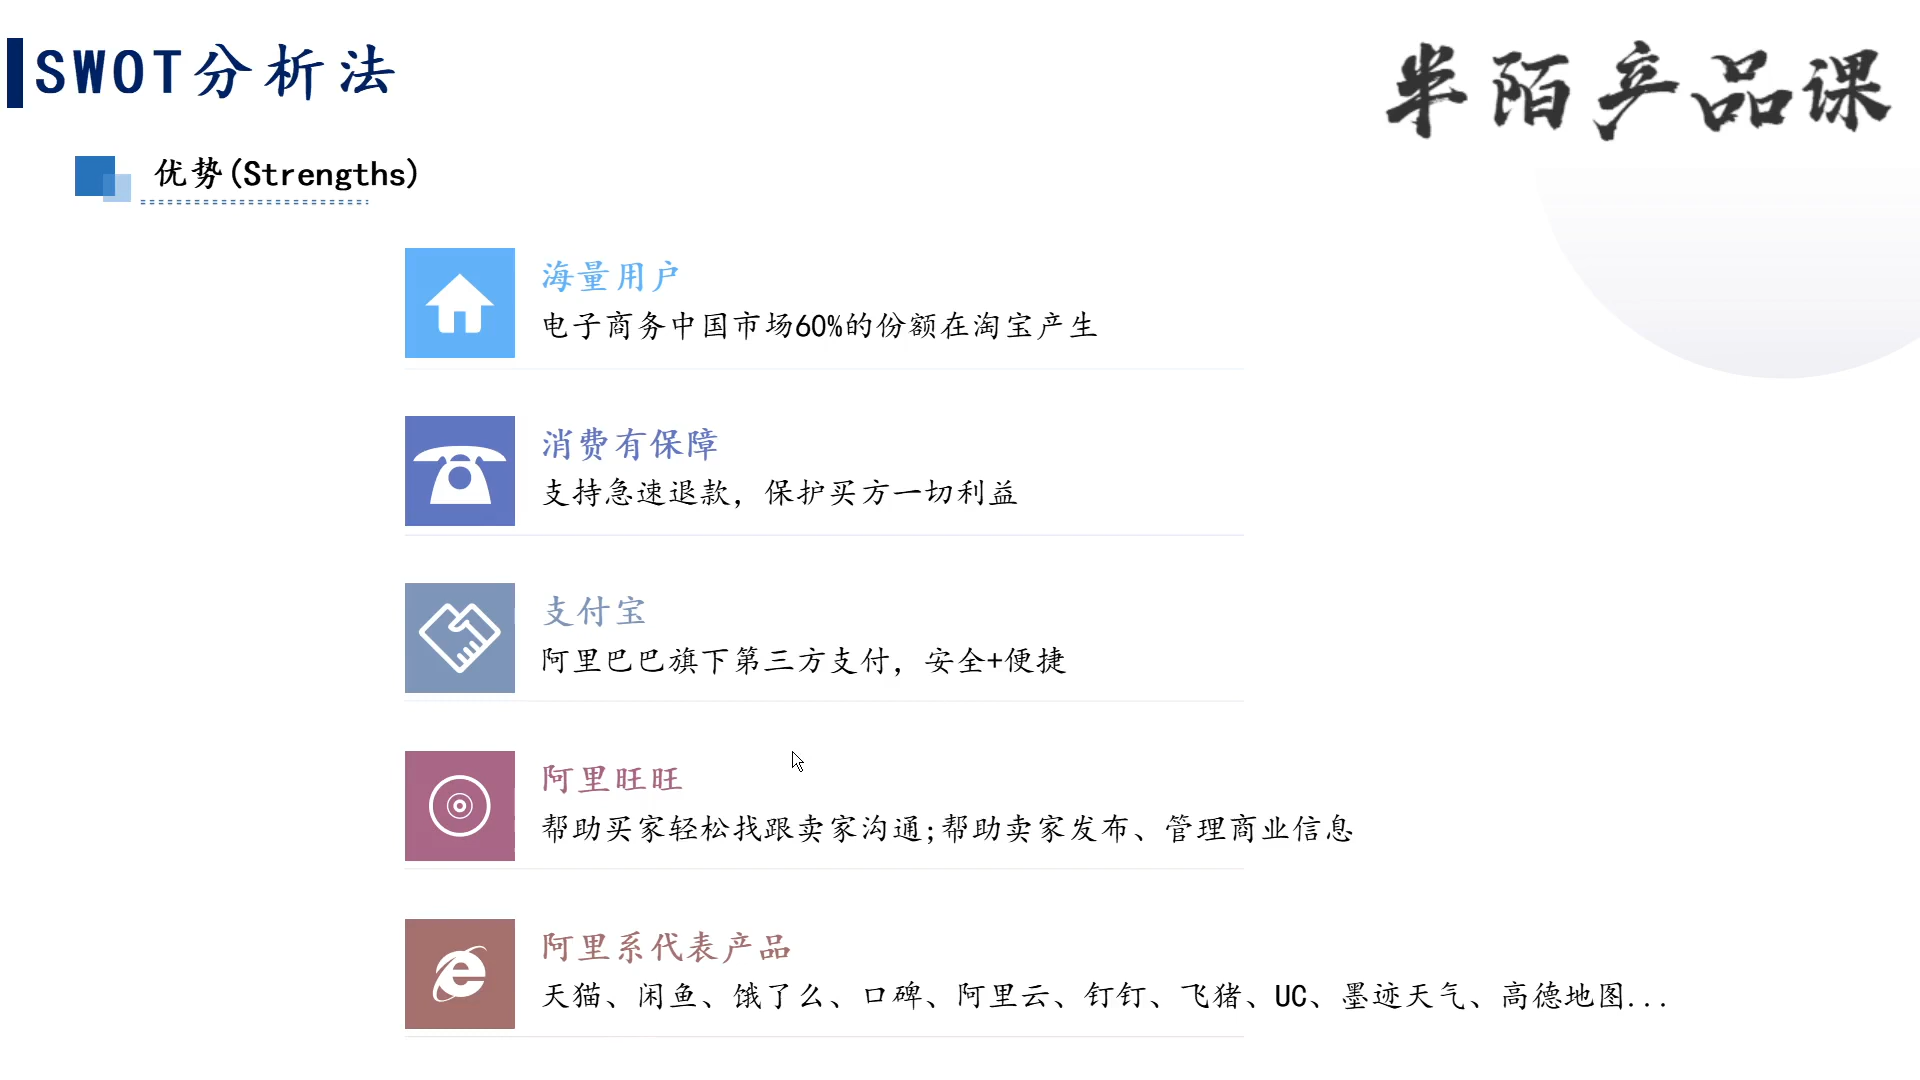 SWOT分析法
半陌产品课
优势(Strengths)
海量用户
电子商务中国市场60%的份额在淘宝产生
消费有保障
支持急速退款，保护买方一切利益
支付宝
阿里巴巴旗下第三方支付，安全+便捷
阿里旺旺
帮助买家轻松找跟卖家沟通;帮助卖家发布、管理商业信息
阿里系代表产品
天猫、闲鱼、饿了么、口碑、阿里云、钉钉、飞猪、UC、墨迹天气、高德地图...